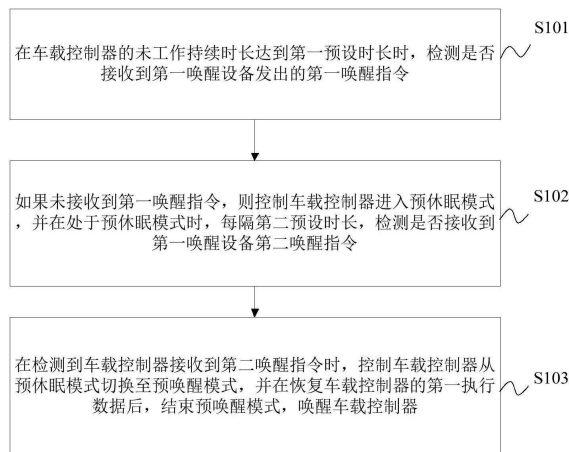 S101
在车载控制器的未工作持续时长达到第一预设时长时，检测是否
接收到第一唤醒设备发出的第一唤醒指令
S102
如果未接收到第一唤醒指令，则控制车载控制器进入预休眠模式
，并在处于预休眠模式时，每隔第二预设时长，检测是否接收到
第一唤醒设备第二唤醒指令
S103
在检测到车载控制器接收到第二唤醒指令时，控制车载控制器从
预休眠模式切换至预唤醒模式，并在恢复车载控制器的第一执行
数据后，结束预唤醒模式，唤醒车载控制器